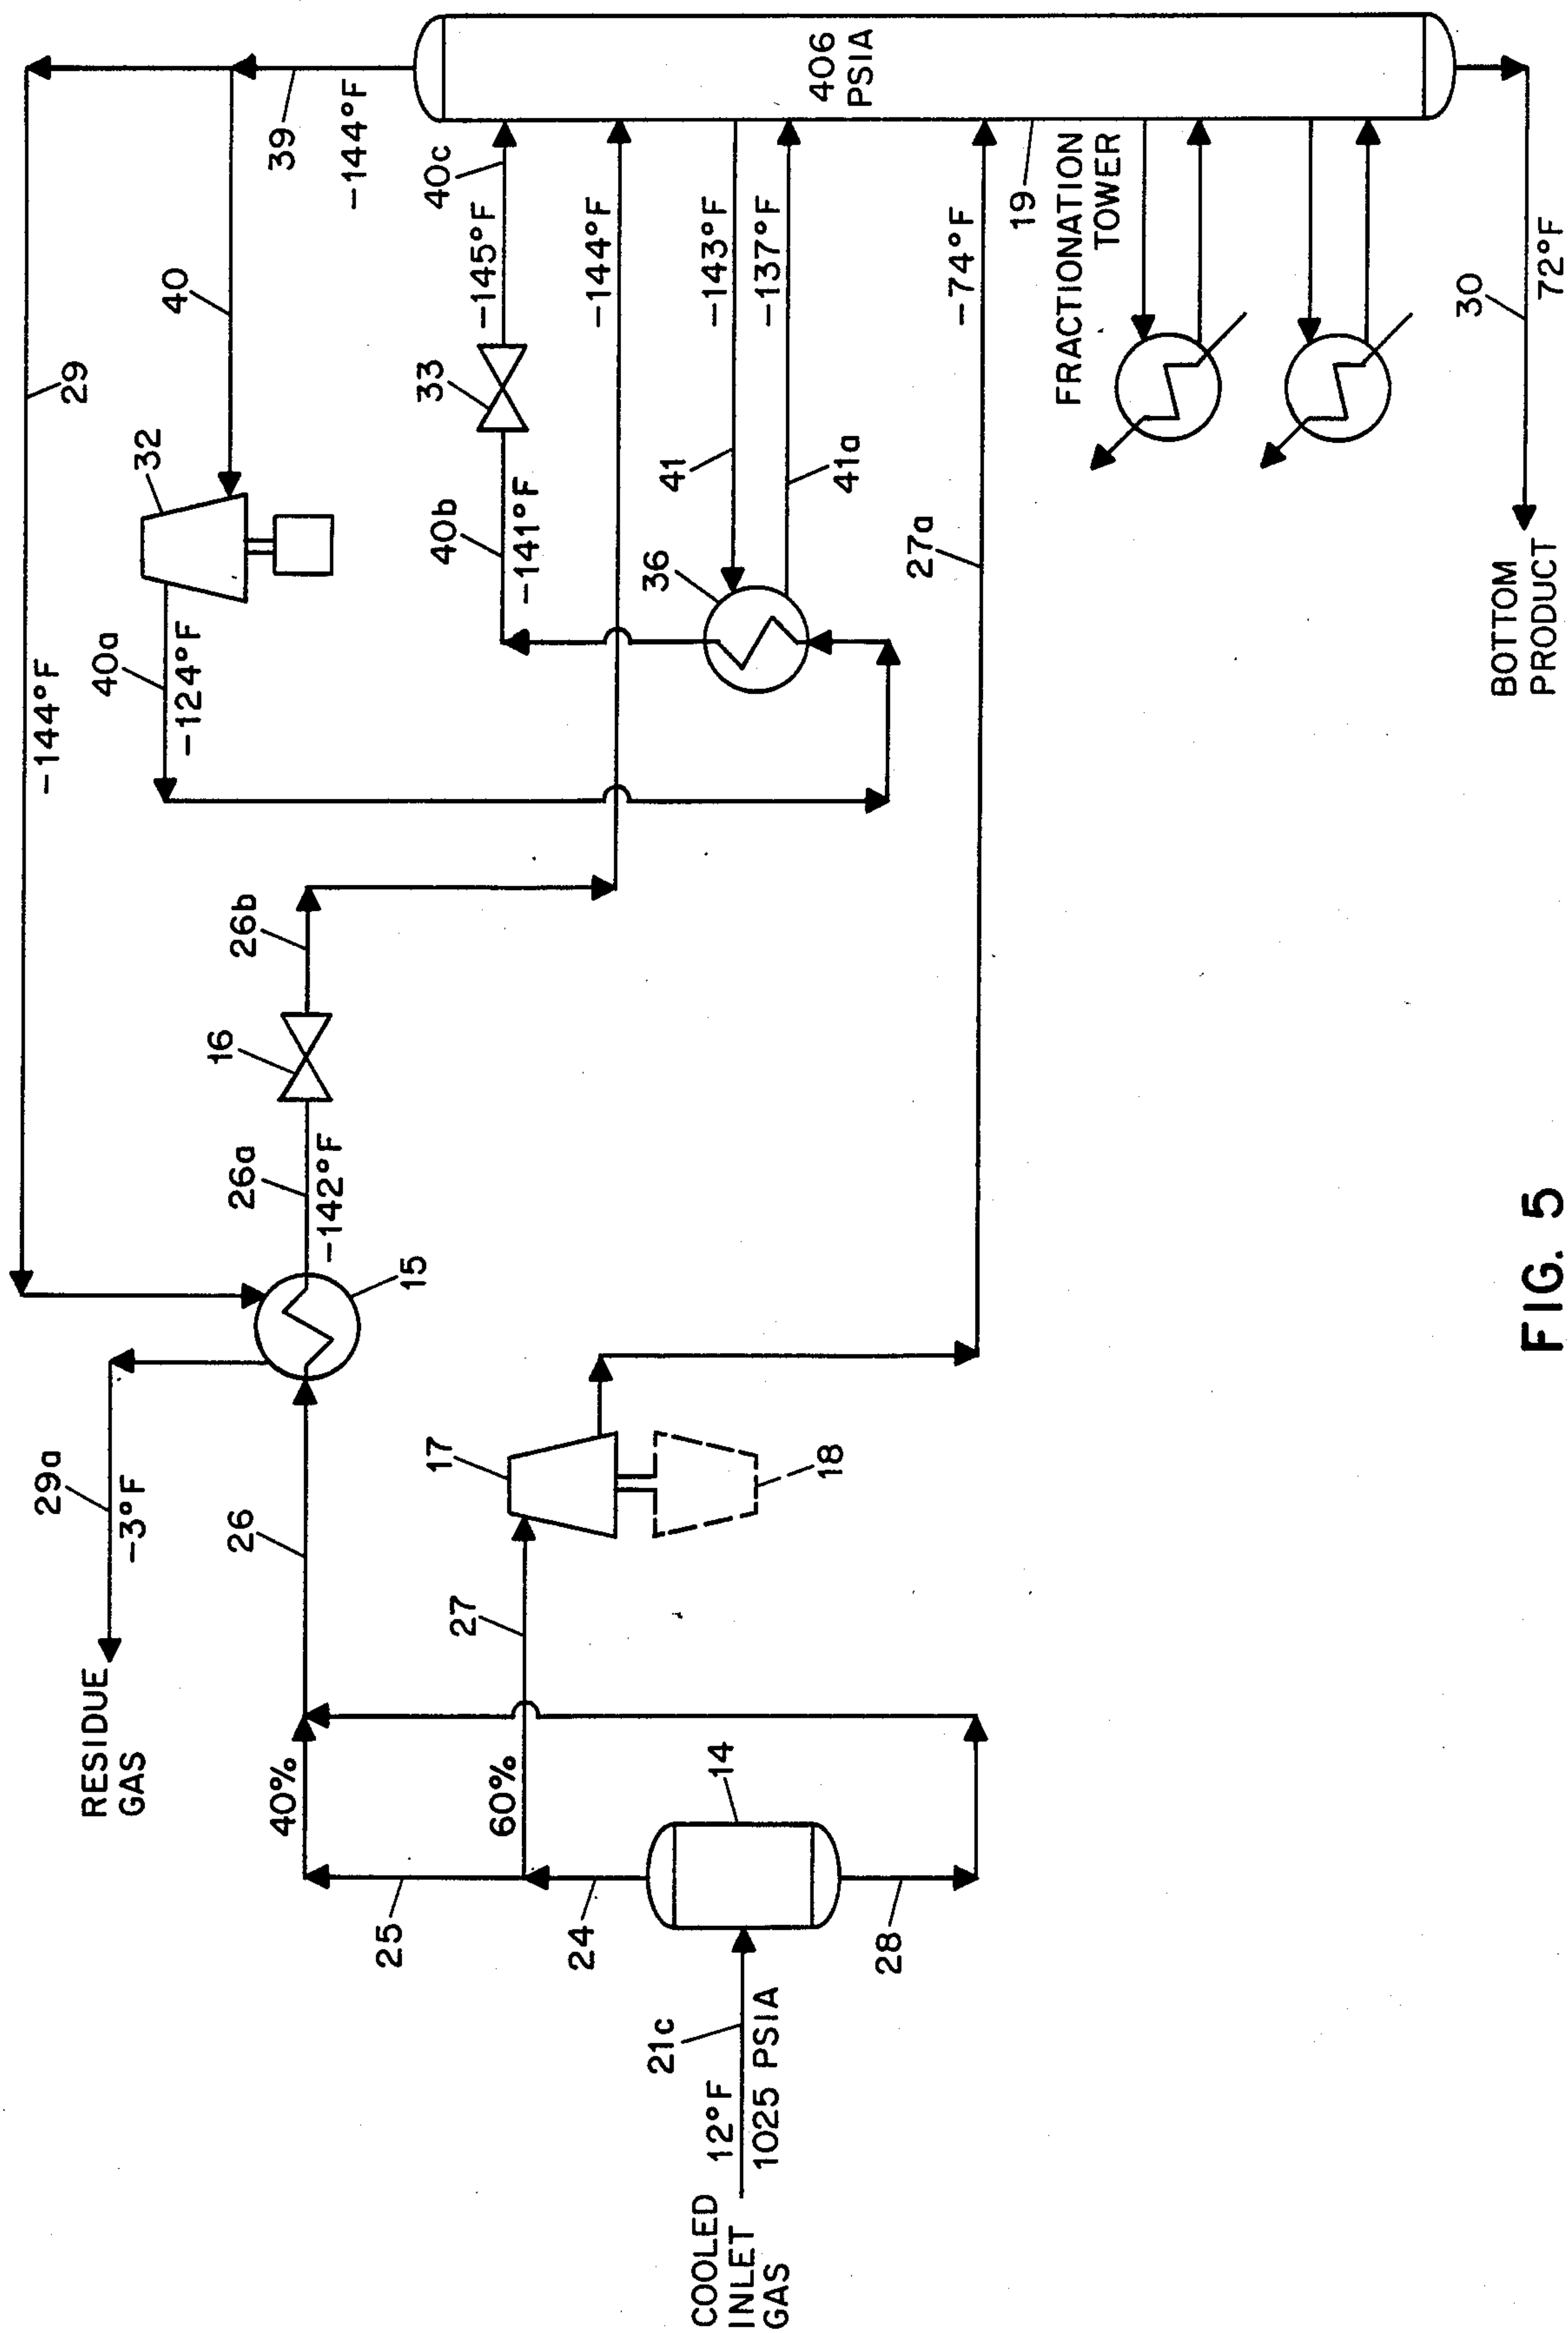 RESIDUE
GAS
29a
-3°F
29
-144°F
39
-144°F
40
32
40a
-124°F
40%
26
15
26a
-142°F
16
26b
25
60%
27
17
18
40b
-141°F
33
40c
-145°F
-144°F
36
41
-143°F
41a
-137°F
27a
-74°F
406
PSIA
19
FRACTIONATION
TOWER
COOLED
INLET
GAS
12°F
1025 PSIA
21c
24
14
28
BOTTOM
PRODUCT
30
72°F
FIG. 5